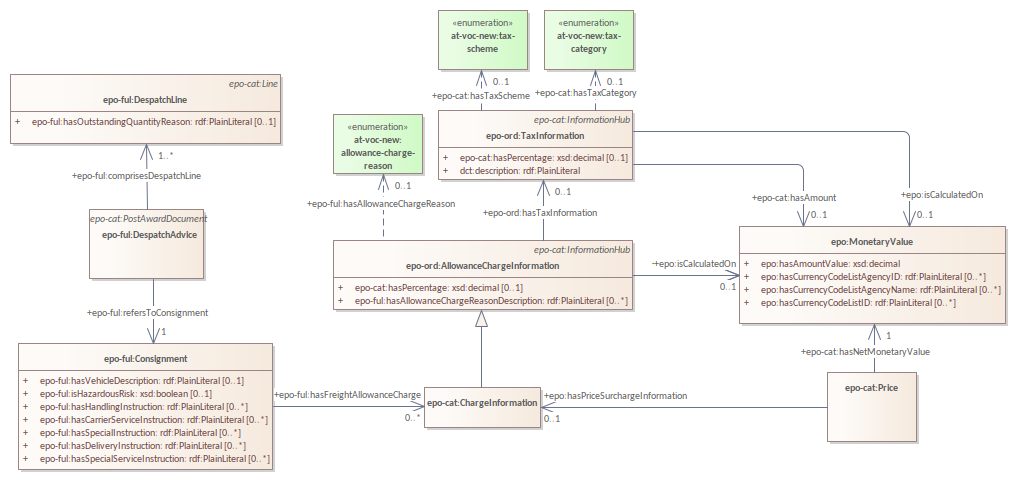 «enumeration»
at-voc-new:tax-
scheme
«enumeration»
at-voc-new:tax-
category
0..1
0..1
+epo-cat:hasTaxScheme
+epo-cat:hasTaxCategory
epo-cat:Line
epo-ful:DespatchLine
+ epo-ful:hasOutstandingQuantityReason: rdf:PlainLiteral [0..1]
«enumeration»
at-voc-new:
allowance-charge-
reason
epo-cat:InformationHub
epo-ord:TaxInformation
+ epo-cat:hasPercentage: xsd:decimal [0..1]
+ dct:description: rdf:PlainLiteral
1..*
+epo-ful:comprisesDespatchLine
0..1
+epo-ful:hasAllowanceChargeReason
0..1
+epo-ord:hasTaxInformation
+epo-cat:hasAmount
0..1
+epo:isCalculatedOn
0..1
epo-cat:PostAwardDocument
epo-ful:DespatchAdvice
epo-cat:InformationHub
epo-ord:AllowanceChargeInformation
+ epo-cat:hasPercentage: xsd:decimal [0..1]
+ epo-ful:hasAllowanceChargeReasonDescription: rdf:PlainLiteral [0..*]
+epo:isCalculatedOn
0..1
epo:MonetaryValue
+ epo:hasAmountValue: xsd:decimal
+ epo:hasCurrencyCodeListAgencyID: rdf:PlainLiteral [0..*]
+ epo:hasCurrencyCodeListAgencyName: rdf:PlainLiteral [0..*]
+ epo:hasCurrencyCodeListID: rdf:PlainLiteral [0..*]
+epo-ful:refersToConsignment
1
1
+epo-cat:hasNetMonetaryValue
epo-ful:Consignment
+ epo-ful:hasVehicleDescription: rdf:PlainLiteral [0..1]
+ epo-ful:isHazardousRisk: xsd:boolean [0..1]
+ epo-ful:hasHandlingInstruction: rdf:PlainLiteral [0..*]
+ epo-ful:hasCarrierServiceInstruction: rdf:PlainLiteral [0..*]
+ epo-ful:hasSpecialInstruction: rdf:PlainLiteral [0..*]
+ epo-ful:hasDeliveryInstruction: rdf:PlainLiteral [0..*]
+ epo-ful:hasSpecialServiceInstruction: rdf:PlainLiteral [0..*]
+epo-ful:hasFreightAllowanceCharge
0..*
epo-cat:ChargeInformation
+epo:hasPriceSurchargeInformation
0..1
epo-cat:Price